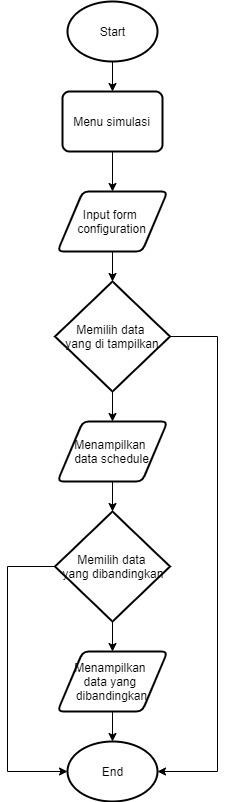 Start
Menu simulasi
Input form
configuration
Memilih data
yang di tampilkan
Menampilkan
data schedule
Memilih data
yang dibandingkan
Menampilkan
data yang
dibandingkan
End